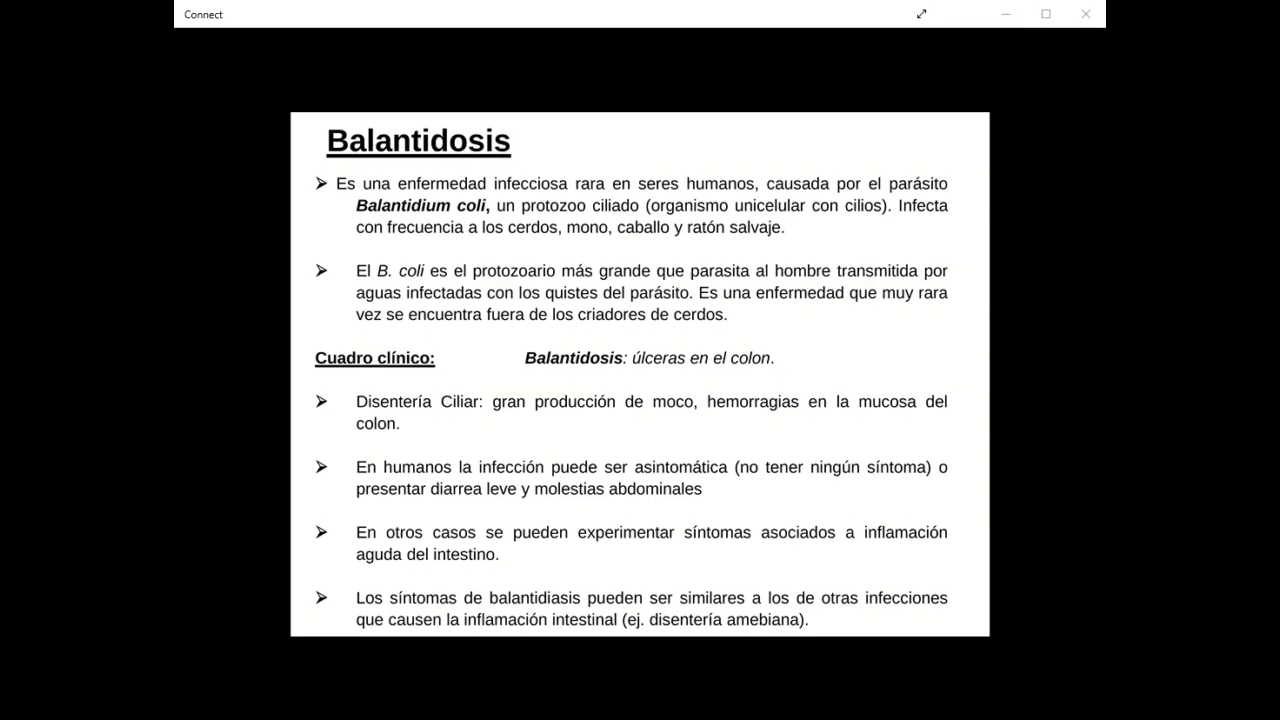 Connect
Balantidosis
➢ Es una enfermedad infecciosa rara en seres humanos, causada por el parásito
Balantidium coli, un protozoo ciliado (organismo unicelular con cilios). Infecta
con frecuencia a los cerdos, mono, caballo y ratón salvaje.
➢ El B. coli es el protozoario más grande que parasita al hombre transmitida por
aguas infectadas con los quistes del parásito. Es una enfermedad que muy rara
vez se encuentra fuera de los criadores de cerdos.
Cuadro clínico: Balantidosis: úlceras en el colon.
➢ Disentería Ciliar: gran producción de moco, hemorragias en la mucosa del
colon.
➢ En humanos la infección puede ser asintomática (no tener ningún síntoma) o
presentar diarrea leve y molestias abdominales
➢ En otros casos se pueden experimentar síntomas asociados a inflamación
aguda del intestino.
➢ Los síntomas de balantidiasis pueden ser similares a los de otras infecciones
que causen la inflamación intestinal (ej. disentería amebiana).